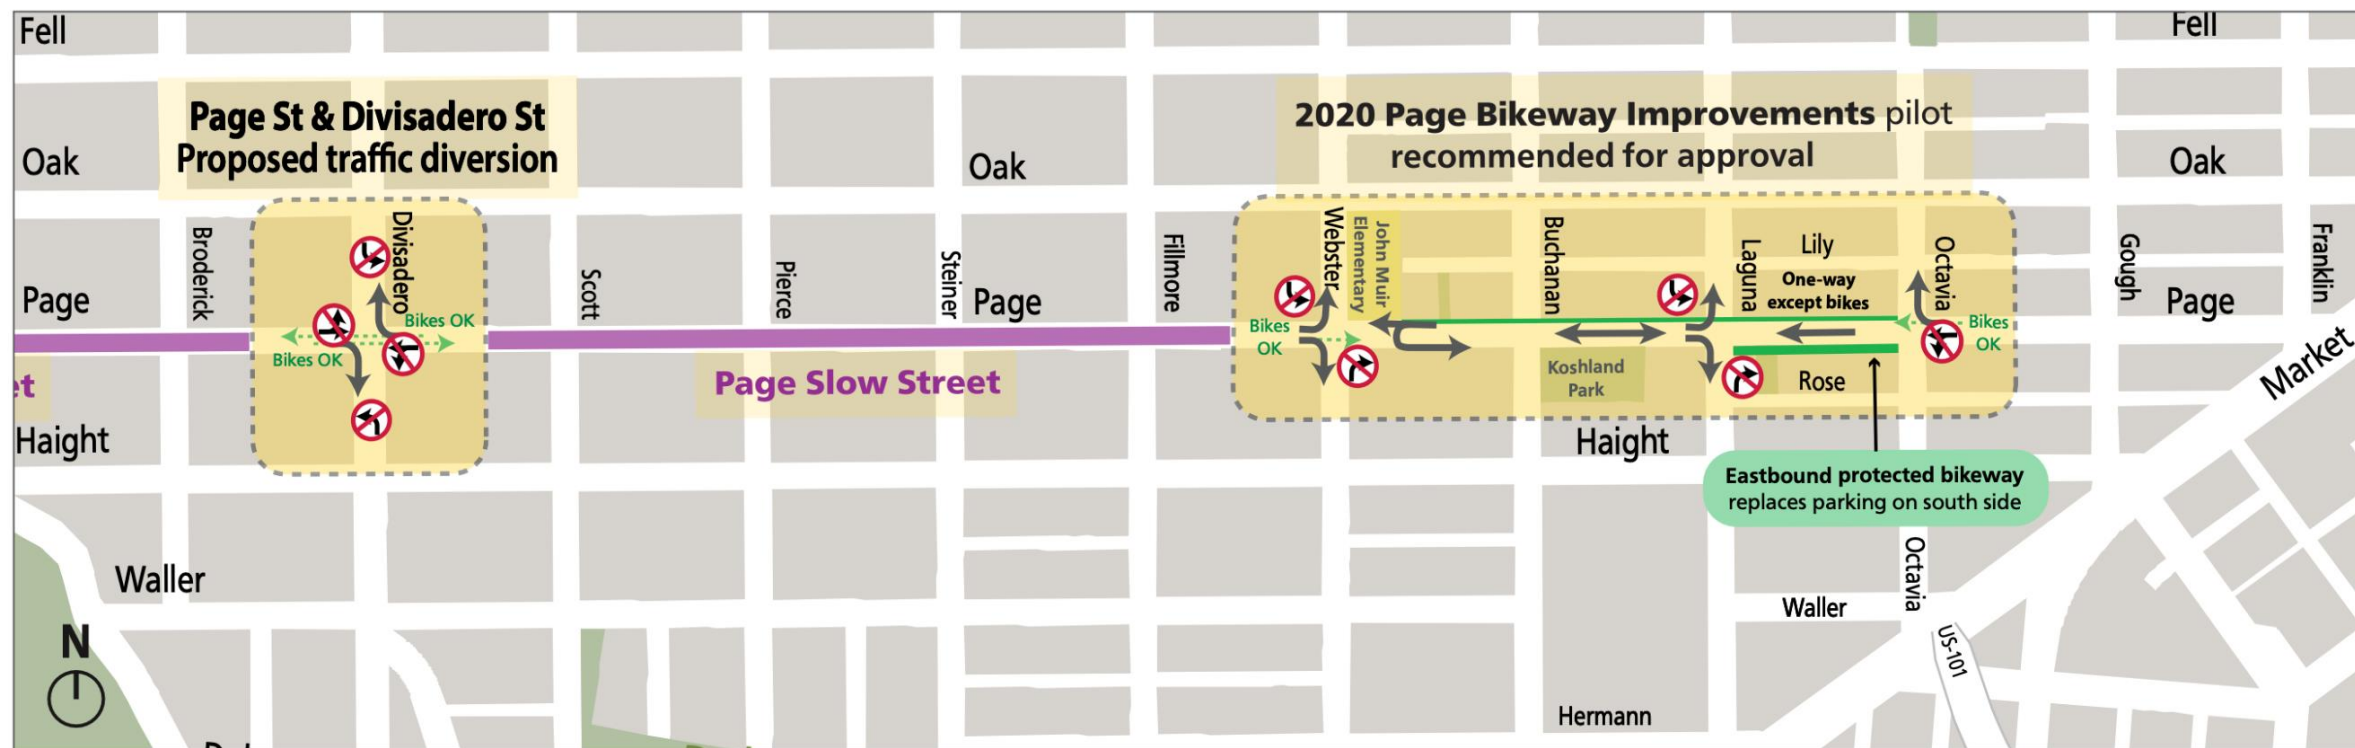 Fell
Fell
Page St & Divisadero St
Proposed traffic diversion
2020 Page Bikeway Improvements pilot
recommended for approval
Oak
Oak
Oak
Broderick
Divisadero
Scott
Pierce
Steiner
Fillmore
Webster
John Muir
Elementary
Buchanan
Laguna
Lily
Octavia
Gough
Franklin
One-way
except bikes
Page
Page
Page
Bikes OK
Bikes OK
Bikes
OK
Bikes
OK
Page Slow Street
Koshland
Park
Rose
Market
et
Haight
Haight
Eastbound protected bikeway
replaces parking on south side
Waller
Octavia
Waller
US-101
N
Hermann